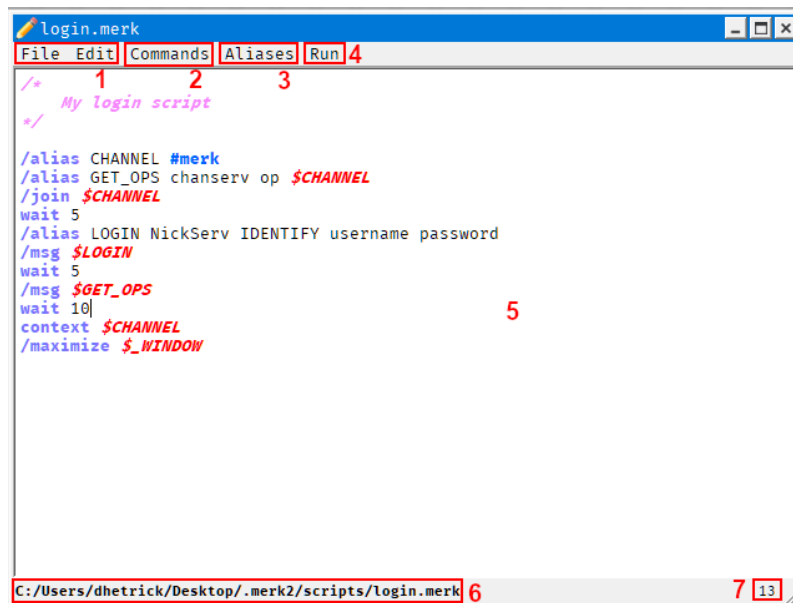 login.merk
File Edit Commands Aliases Run 4
1 2 3
/*
My login script
*/
/alias CHANNEL #merk
/alias GET_OPS chanserv op $CHANNEL
/join $CHANNEL
wait 5
/alias LOGIN NickServ IDENTIFY username password
/msg $LOGIN
wait 5
/msg $GET_OPS
wait 10
5
context $CHANNEL
/maximize $_WINDOW
C:/Users/dhetrick/Desktop/.merk2/scripts/login.merk 6 7 13